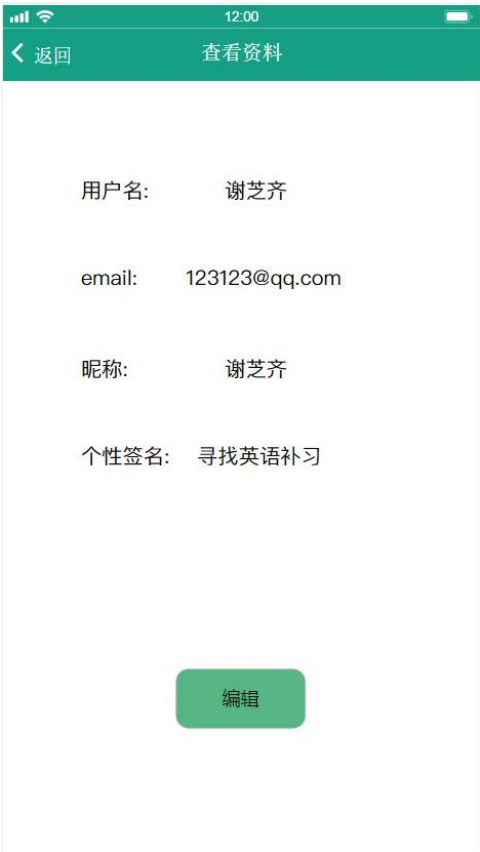 12:00
返回 查看资料
用户名: 谢芝齐
email: 123123@qq.com
昵称: 谢芝齐
个性签名: 寻找英语补习
编辑